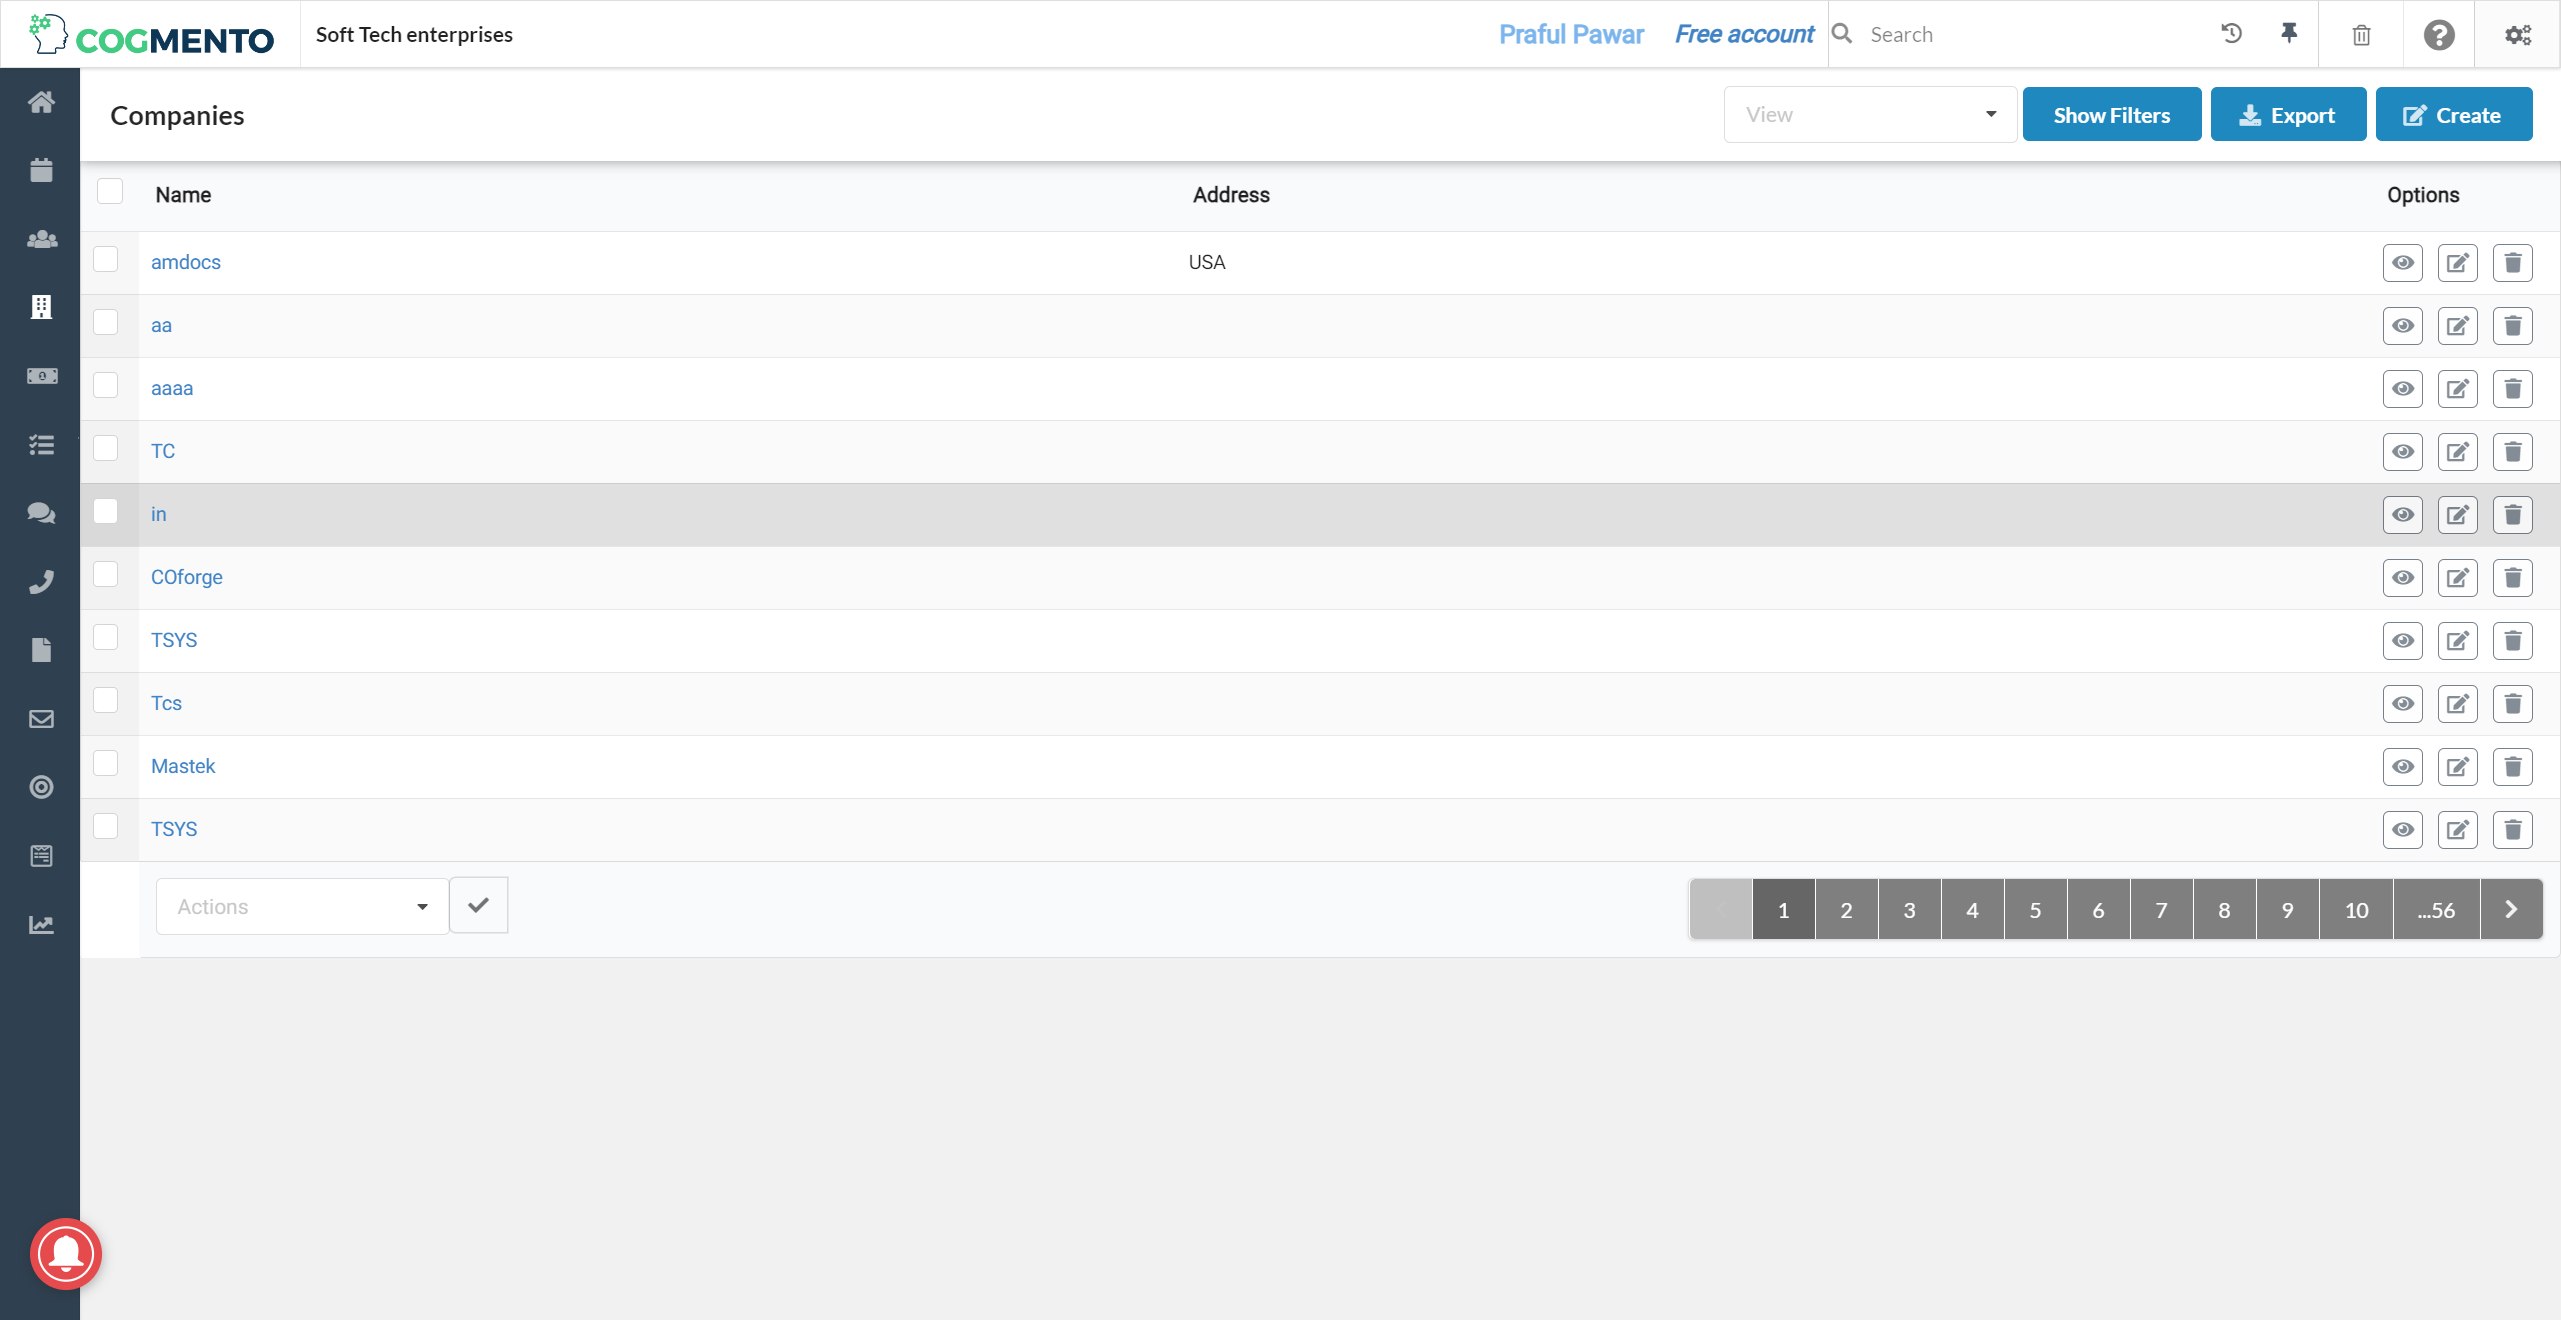 COGMENTO
Soft Tech enterprises
Praful Pawar
Free account
Search
Companies
View
Show Filters
Export
Create
Name
Address
Options
amdocs
USA
aa
aaaa
TC
in
COforge
TSYS
Tcs
Mastek
TSYS
Actions
1 2 3 4 5 6 7 8 9 10 ...56